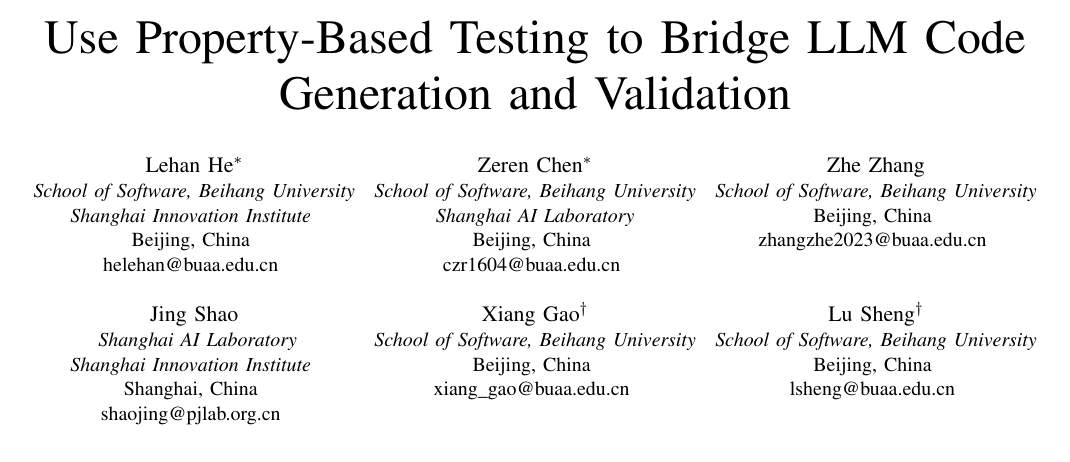 Use Property-Based Testing to Bridge LLM Code
Generation and Validation
Lehan He*
School of Software, Beihang University
Shanghai Innovation Institute
Beijing, China
helehan@buaa.edu.cn
Zeren Chen*
School of Software, Beihang University
Shanghai AI Laboratory
Beijing, China
czr1604@buaa.edu.cn
Zhe Zhang
School of Software, Beihang University
Beijing, China
zhangzhe2023@buaa.edu.cn
Jing Shao
Shanghai AI Laboratory
Shanghai Innovation Institute
Shanghai, China
shaojing@pjlab.org.cn
Xiang Gao†
School of Software, Beihang University
Beijing, China
xiang_gao@buaa.edu.cn
Lu Sheng†
School of Software, Beihang University
Beijing, China
lsheng@buaa.edu.cn